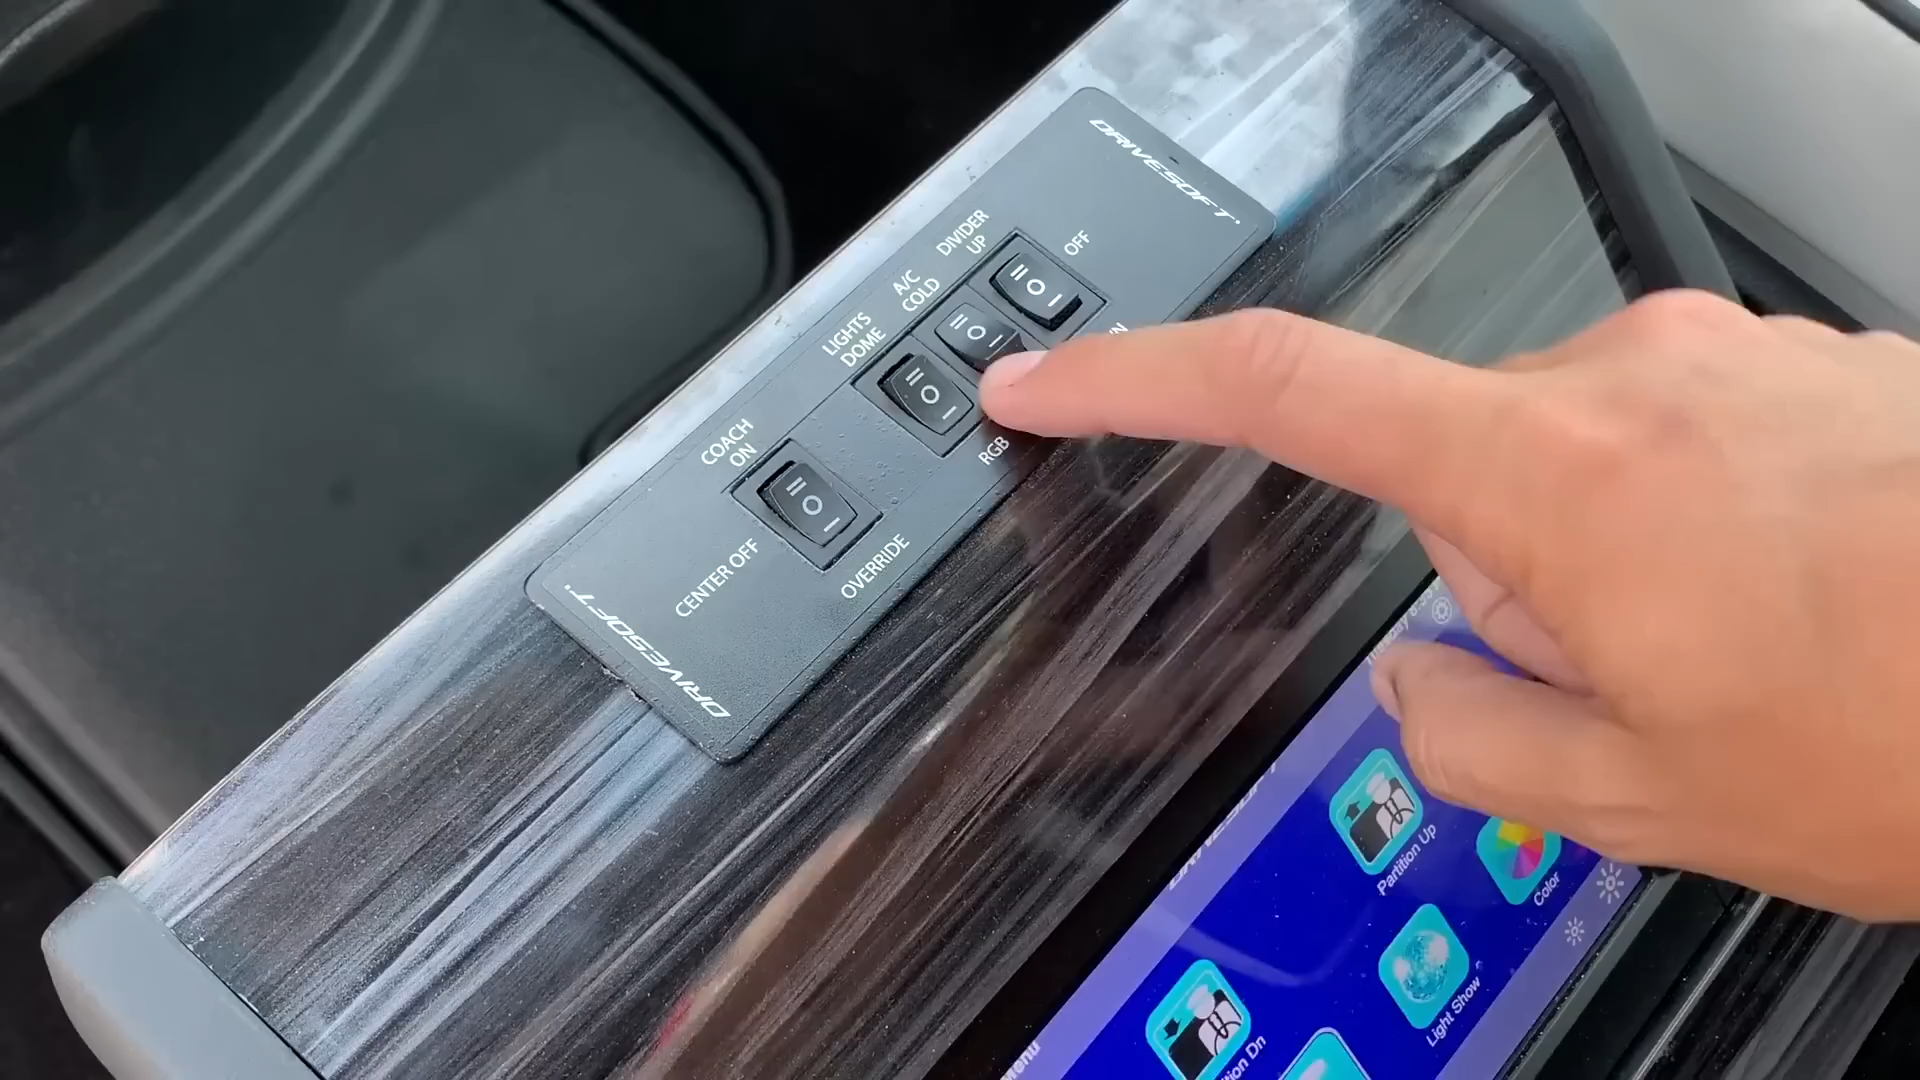 DRIVESOFT
DIVIDER
UP
OFF
A/C
COLD
LIGHTS
DOME
RGB
COACH
ON
CENTER OFF
OVERRIDE
DRIVESOFT
Partition Up
Color
Light Show
Menu